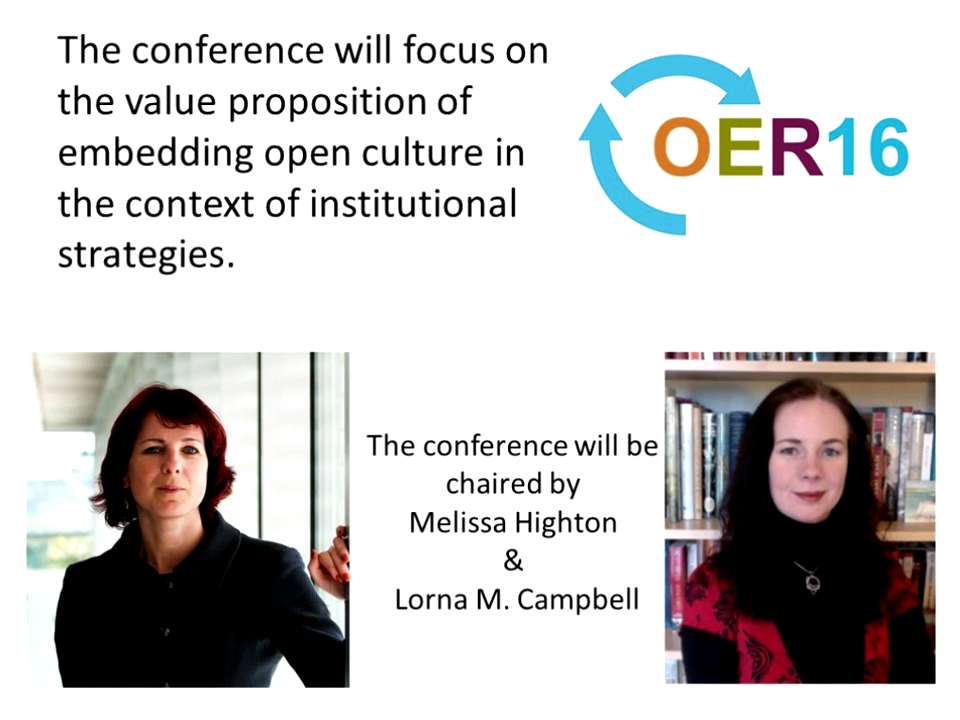 The conference will focus on
the value proposition of
embedding open culture in
the context of institutional
strategies.
OER16
The conference will be
chaired by
Melissa Highton
&
Lorna M. Campbell